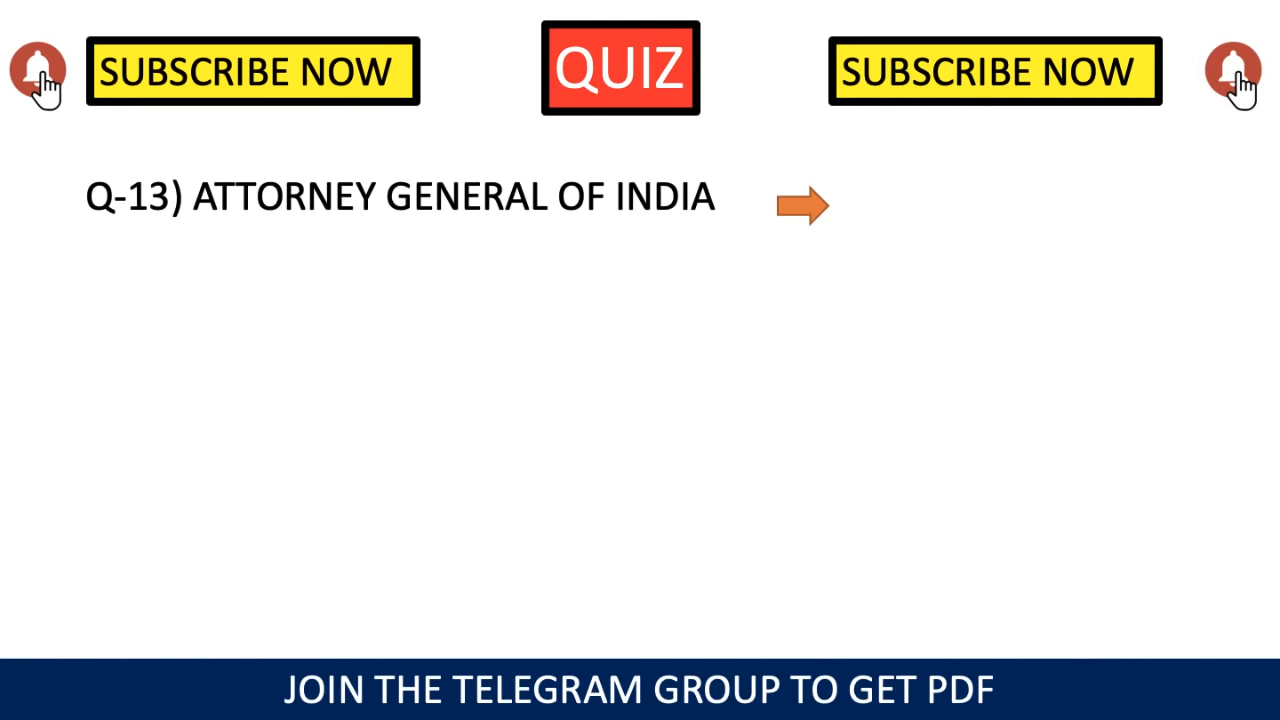 SUBSCRIBE NOW
QUIZ
SUBSCRIBE NOW
Q-13) ATTORNEY GENERAL OF INDIA
JOIN THE TELEGRAM GROUP TO GET PDF